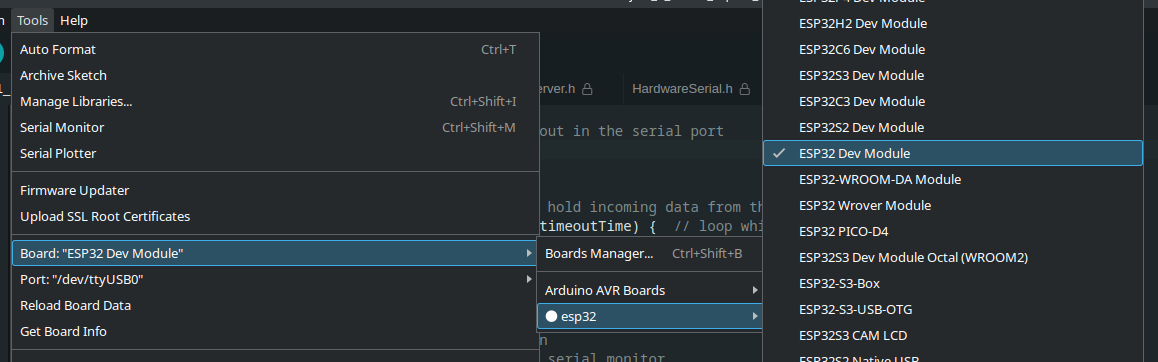 Tools Help
Auto Format Ctrl+T
Archive Sketch
Manage Libraries... Ctrl+Shift+I
Serial Monitor Ctrl+Shift+M
Serial Plotter
Firmware Updater
Upload SSL Root Certificates
Board: "ESP32 Dev Module"
Port: "/dev/ttyUSB0"
Reload Board Data
Get Board Info
erver.h HardwareSerial.h
out in the serial port
hold incoming data from th
timeoutTime) { // loop whi
Boards Manager... Ctrl+Shift+B
Arduino AVR Boards
esp32
n
serial monitor
ESP32H2 Dev Module
ESP32C6 Dev Module
ESP32S3 Dev Module
ESP32C3 Dev Module
ESP32S2 Dev Module
ESP32 Dev Module
ESP32-WROOM-DA Module
ESP32 Wrover Module
ESP32 PICO-D4
ESP32S3 Dev Module Octal (WROOM2)
ESP32-S3-Box
ESP32-S3-USB-OTG
ESP32S3 CAM LCD
ESP32S2 Native USB